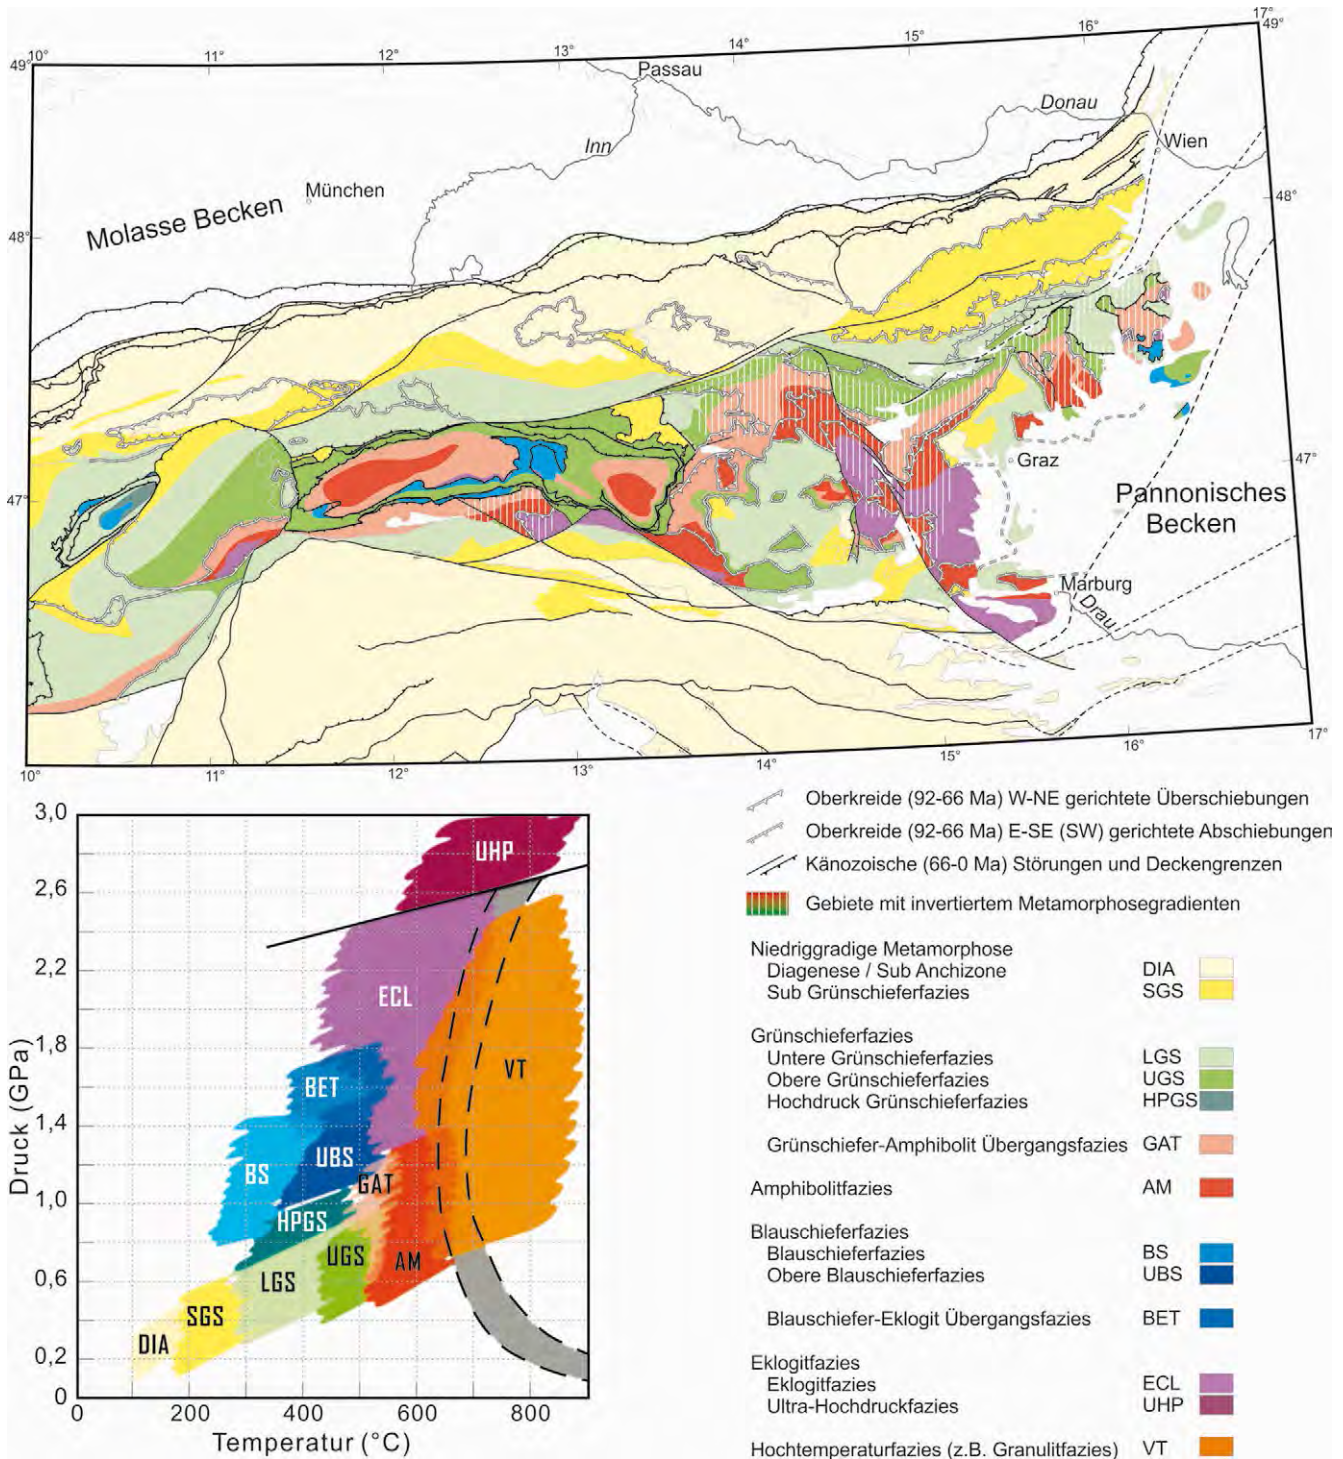 10°
11°
12°
13°
14°
15°
16°
17°
49°
49°
Passau
Donau
Wien
Inn
München
Molasse Becken
48°
48°
47°
47°
Graz
Pannonisches
Becken
Marburg
Drau
10°
11°
12°
13°
14°
15°
16°
17°
Oberkreide (92-66 Ma) W-NE gerichtete Überschiebungen
Oberkreide (92-66 Ma) E-SE (SW) gerichtete Abschiebungen
Känozoische (66-0 Ma) Störungen und Deckengrenzen
Gebiete mit invertiertem Metamorphosegradienten
Niedriggradige Metamorphose
Diagenese / Sub Anchizone DIA
Sub Grünschieferfazies SGS
Grünschieferfazies
Untere Grünschieferfazies LGS
Obere Grünschieferfazies UGS
Hochdruck Grünschieferfazies HPGS
Grünschiefer-Amphibolit Übergangsfazies GAT
Amphibolitfazies AM
Blauschieferfazies
Blauschieferfazies BS
Obere Blauschieferfazies UBS
Blauschiefer-Eklogit Übergangsfazies BET
Eklogitfazies
Eklogitfazies ECL
Ultra-Hochdruckfazies UHP
Hochtemperaturfazies (z.B. Granulitfazies) VT
Druck (GPa)
3,0
2,6
2,2
1,8
1,4
1,0
0,6
0,2
0
UHP
ECL
VT
BET
BS
UBS
GAT
HPGS
UGS
AM
LGS
SGS
DIA
0
200
400
600
800
Temperatur (°C)